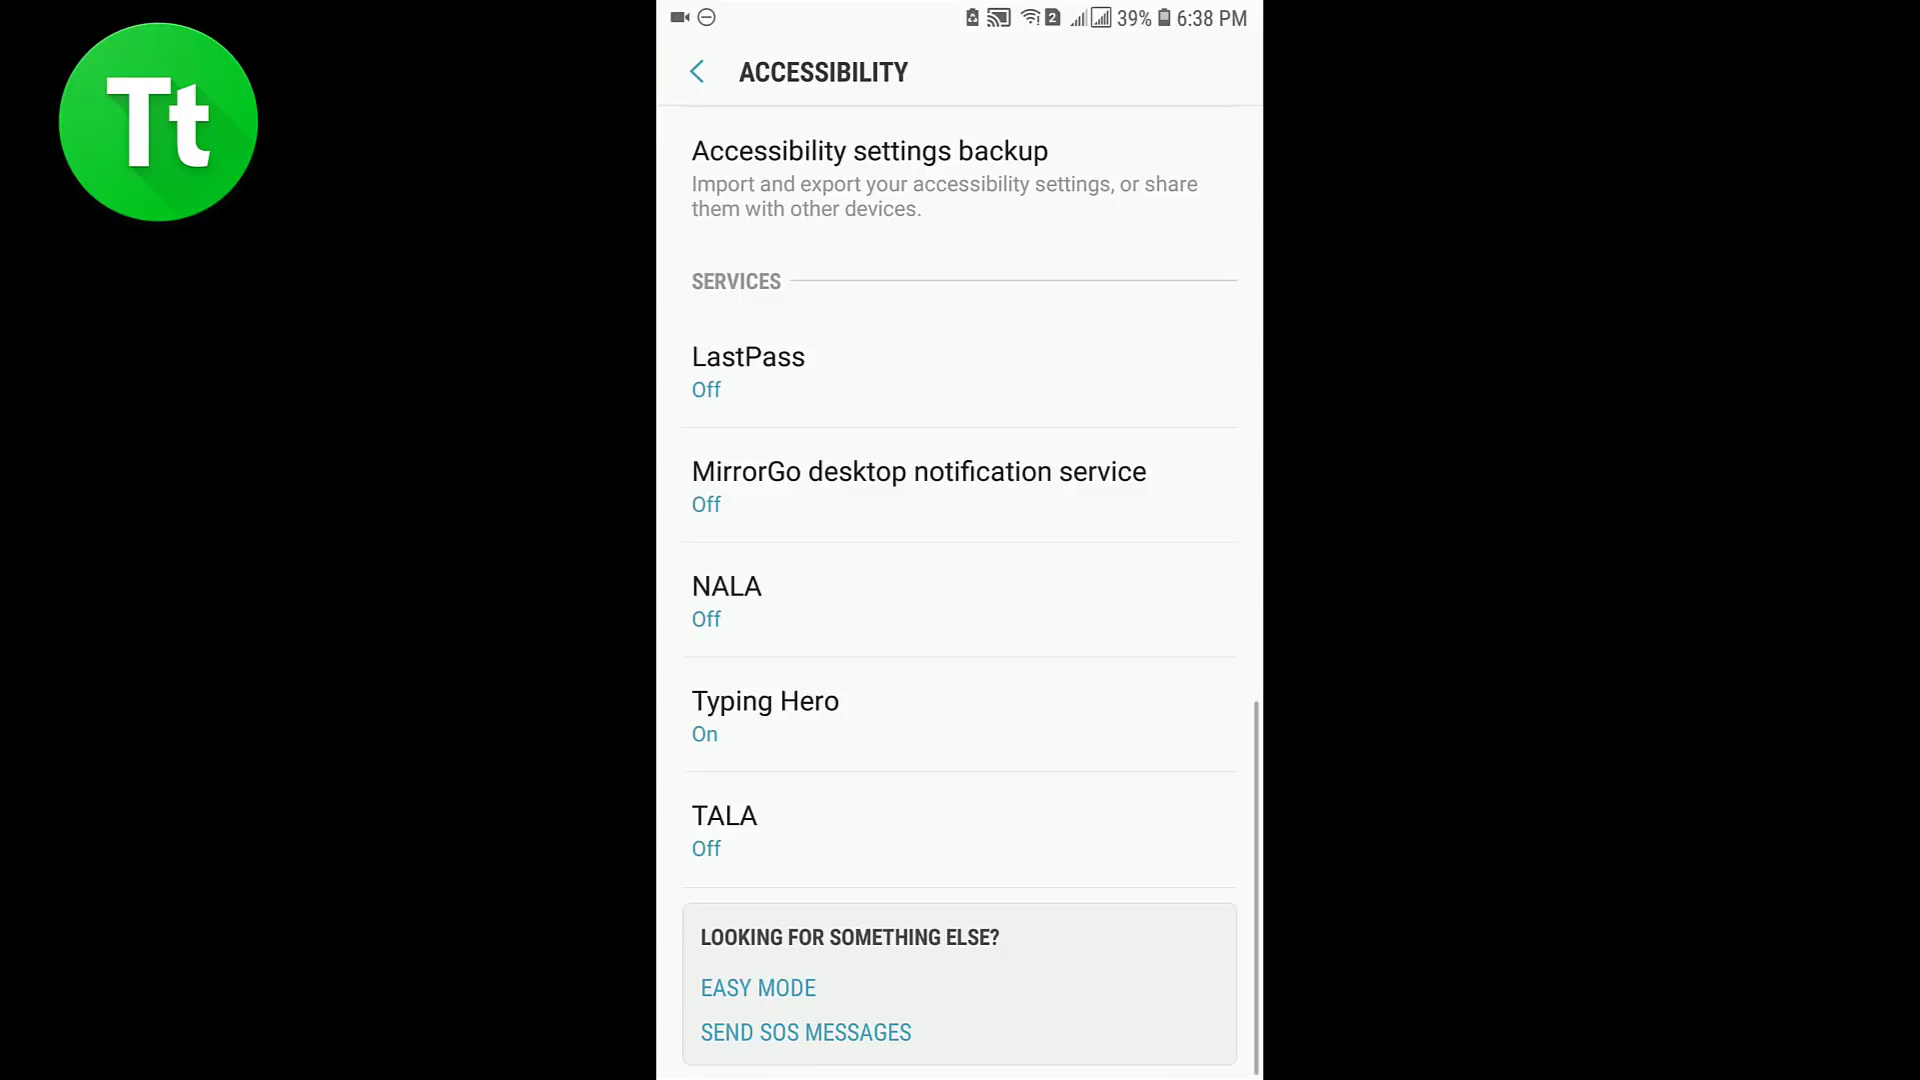 Tt
2 39% 6:38 PM
ACCESSIBILITY
Accessibility settings backup
Import and export your accessibility settings, or share
them with other devices.
SERVICES
LastPass
Off
MirrorGo desktop notification service
Off
NALA
Off
Typing Hero
On
TALA
Off
LOOKING FOR SOMETHING ELSE?
EASY MODE
SEND SOS MESSAGES